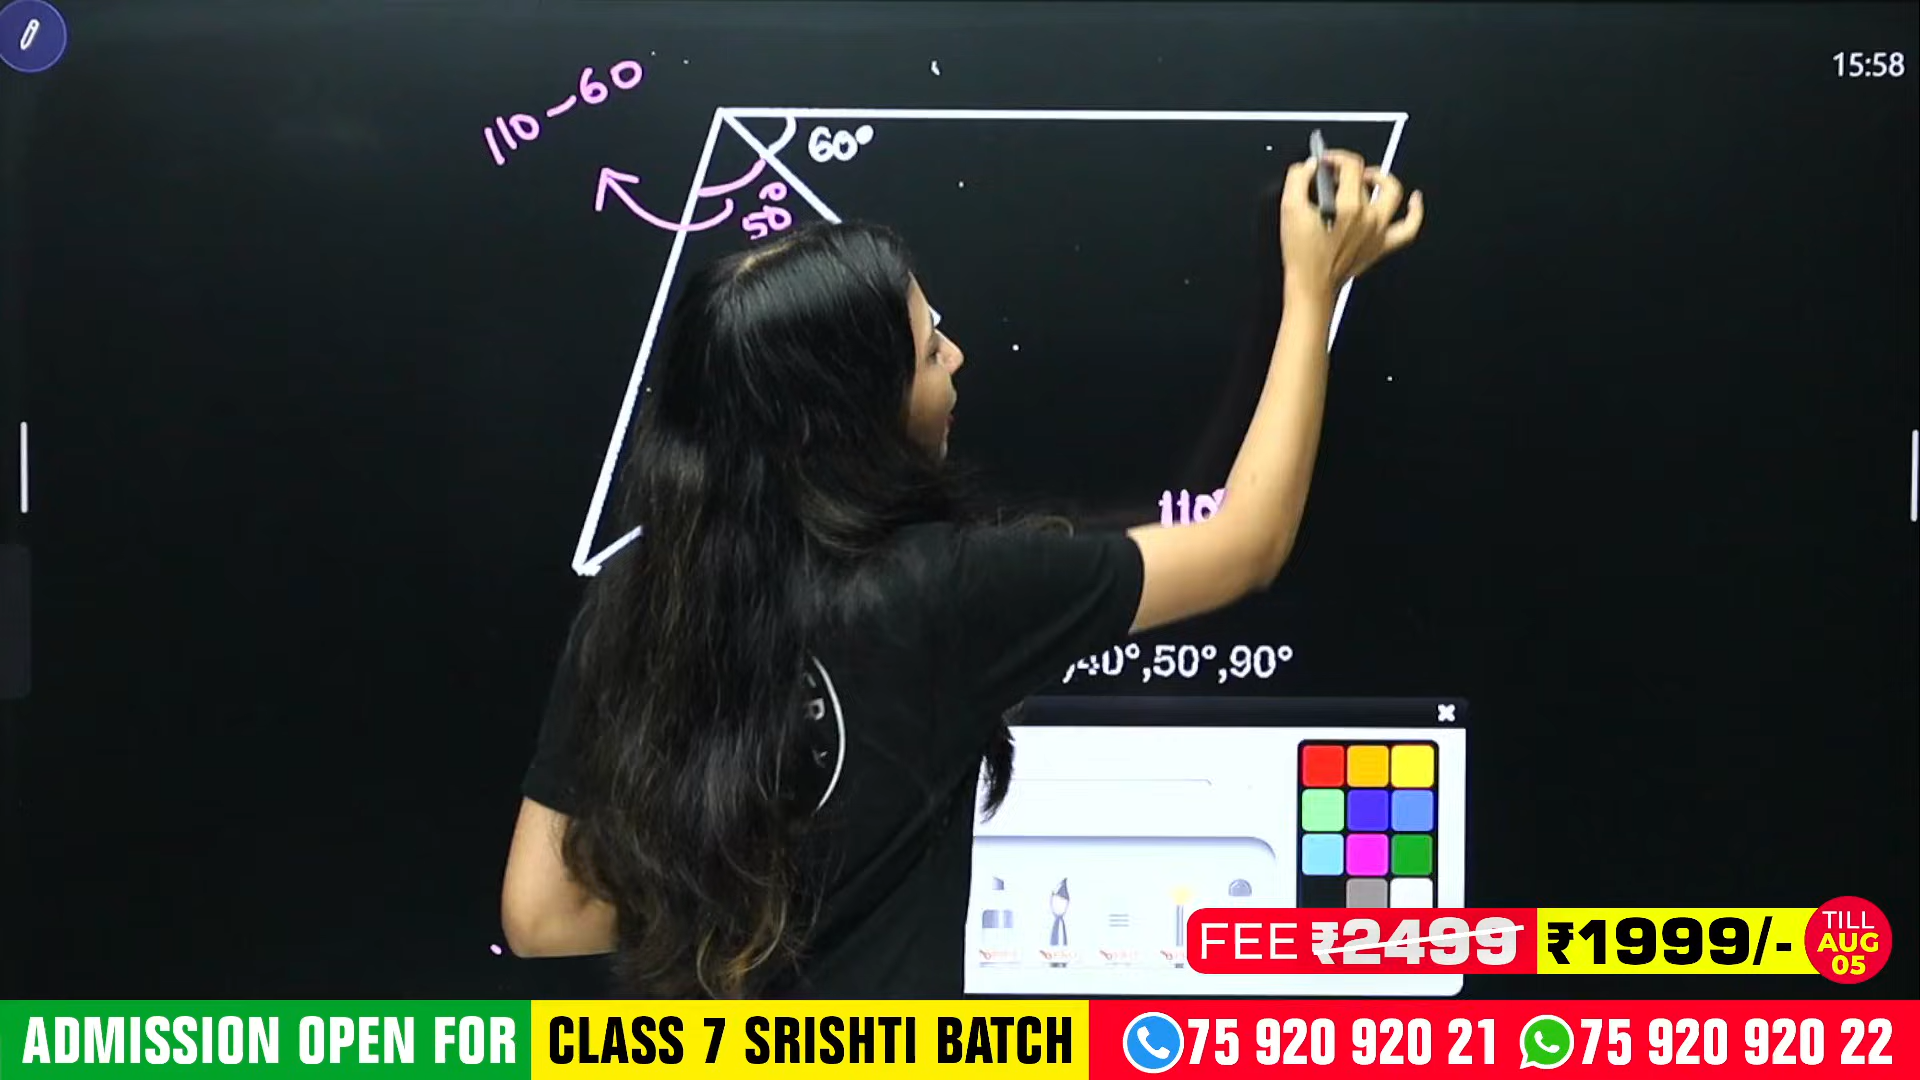 15:58
110-60
60°
50°
110°
,40°,50°,90°
FEE ₹2499 ₹1999/-
TILL
AUG
05
ADMISSION OPEN FOR CLASS 7 SRISHTI BATCH 75 920 920 21 75 920 920 22